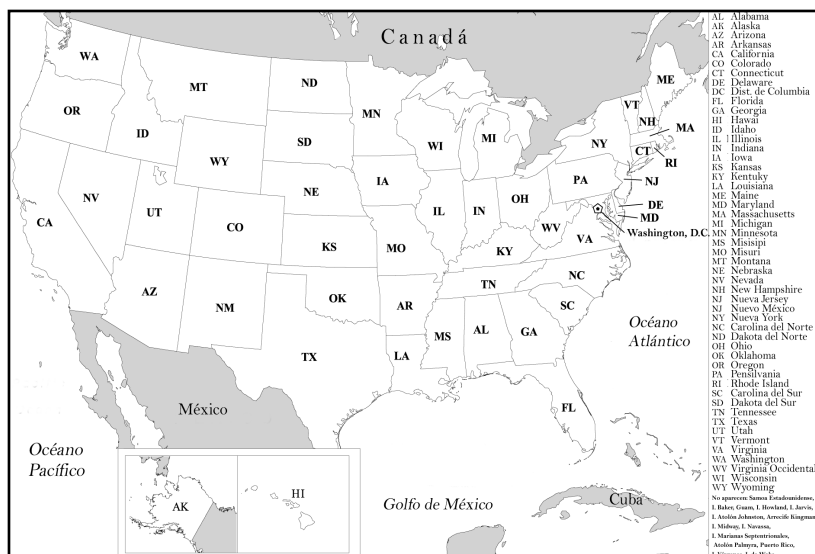 Canadá
WA
MT
ND
MN
ME
VT
NH
OR
ID
SD
WI
MI
NY
MA
CT
RI
WY
IA
PA
NJ
NE
NV
UT
IL
IN
OH
DE
MD
CA
CO
WV
Washington, D.C.
KS
MO
KY
VA
AZ
NM
OK
AR
TN
NC
SC
TX
LA
MS
AL
GA
Océano
Atlántico
FL
México
Océano
Pacífico
AK
HI
Golfo de México
Cuba
AL Alabama
AK Alaska
AZ Arizona
AR Arkansas
CA California
CO Colorado
CT Connecticut
DE Delaware
DC Dist. de Columbia
FL Florida
GA Georgia
HI Hawai
ID Idaho
IL Illinois
IN Indiana
IA Iowa
KS Kansas
KY Kentuky
LA Louisiana
ME Maine
MD Maryland
MA Massachusetts
MI Michigan
MN Minnesota
MS Misisipi
MO Misuri
MT Montana
NE Nebraska
NV Nevada
NH New Hampshire
NJ Nueva Jersey
NJ Nuevo México
NY Nueva York
NC Carolina del Norte
ND Dakota del Norte
OH Ohio
OK Oklahoma
OR Oregon
PA Pensilvania
RI Rhode Island
SC Carolina del Sur
SD Dakota del Sur
TN Tennessee
TX Texas
UT Utah
VT Vermont
VA Virginia
WA Washington
WV Virginia Occidental
WI Wisconsin
WY Wyoming
No aparecen: Samoa Estadounidense,
I. Baker, Guam, I. Howland, I. Jarvis,
I. Atolón Johnston, Arrecife Kingman
I. Midway, I. Navassa,
I. Marianas Septentrionales,
Atolón Palmyra, Puerto Rico,